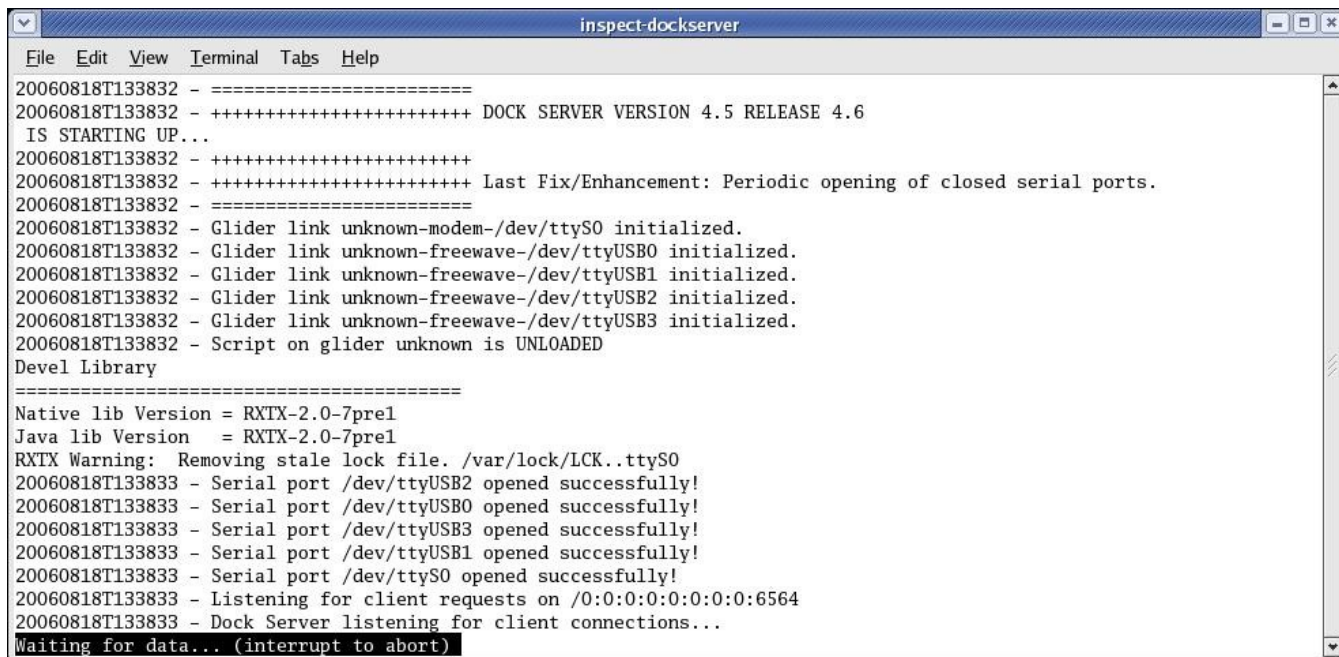 inspect-dockserver
File Edit View Terminal Tabs Help
20060818T133832 - ========================
20060818T133832 - ++++++++++++++++++++++++ DOCK SERVER VERSION 4.5 RELEASE 4.6
IS STARTING UP...
20060818T133832 - ++++++++++++++++++++++++
20060818T133832 - ++++++++++++++++++++++++ Last Fix/Enhancement: Periodic opening of closed serial ports.
20060818T133832 - ========================
20060818T133832 - Glider link unknown-modem-/dev/ttyS0 initialized.
20060818T133832 - Glider link unknown-freewave-/dev/ttyUSB0 initialized.
20060818T133832 - Glider link unknown-freewave-/dev/ttyUSB1 initialized.
20060818T133832 - Glider link unknown-freewave-/dev/ttyUSB2 initialized.
20060818T133832 - Glider link unknown-freewave-/dev/ttyUSB3 initialized.
20060818T133832 - Script on glider unknown is UNLOADED
Devel Library
=========================================
Native lib Version = RXTX-2.0-7pre1
Java lib Version   = RXTX-2.0-7pre1
RXTX Warning:  Removing stale lock file. /var/lock/LCK..ttyS0
20060818T133833 - Serial port /dev/ttyUSB2 opened successfully!
20060818T133833 - Serial port /dev/ttyUSB0 opened successfully!
20060818T133833 - Serial port /dev/ttyUSB3 opened successfully!
20060818T133833 - Serial port /dev/ttyUSB1 opened successfully!
20060818T133833 - Serial port /dev/ttyS0 opened successfully!
20060818T133833 - Listening for client requests on /0:0:0:0:0:0:0:0:6564
20060818T133833 - Dock Server listening for client connections...
Waiting for data... (interrupt to abort)